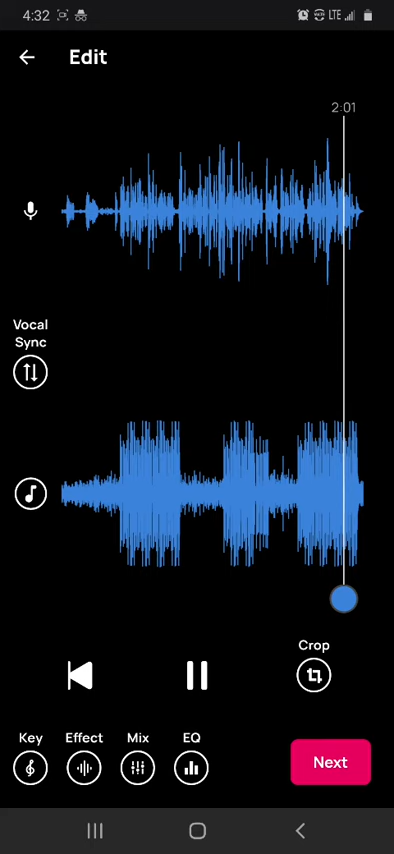 4:32
LTE
Edit
2:01
Vocal
Sync
Crop
Key Effect Mix EQ
Next